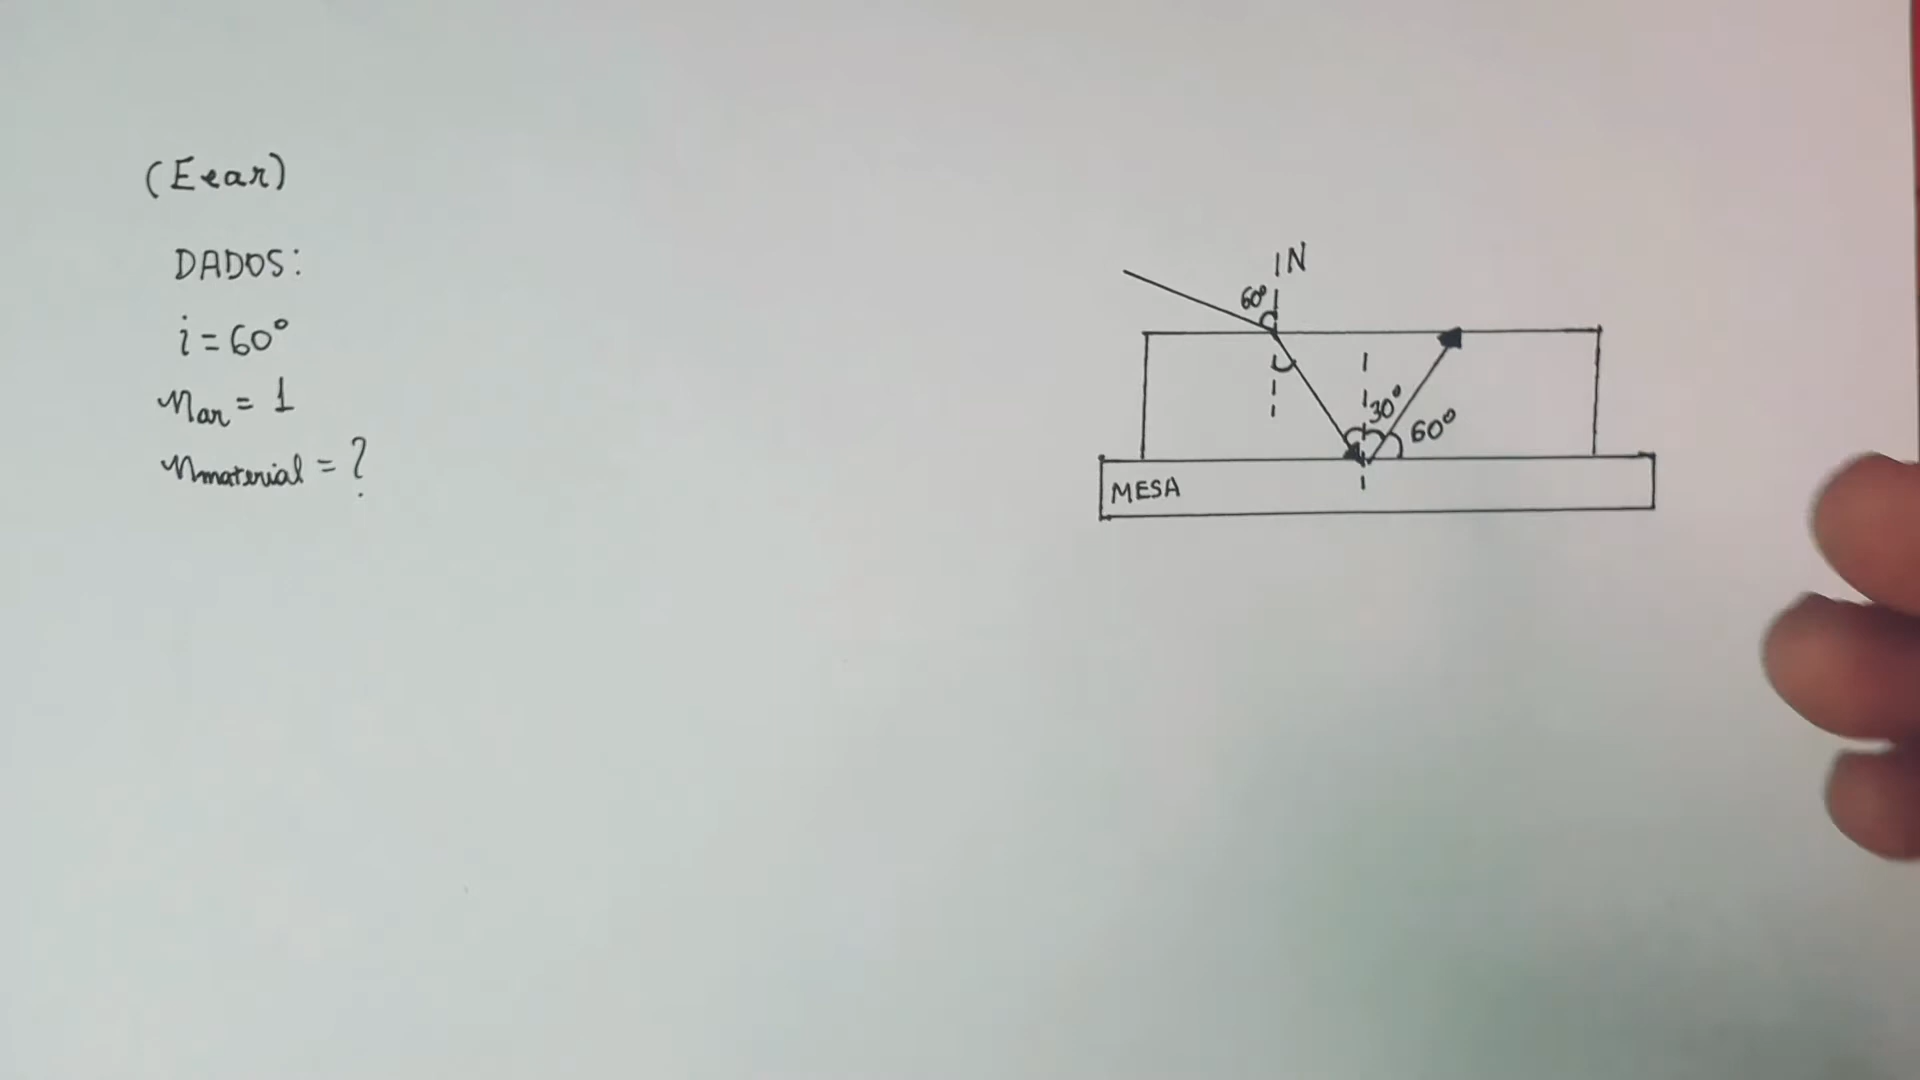 (Eear)
DADOS:
i = 60°
nar = 1
nmaterial = ?
N
60°
30°
60°
MESA